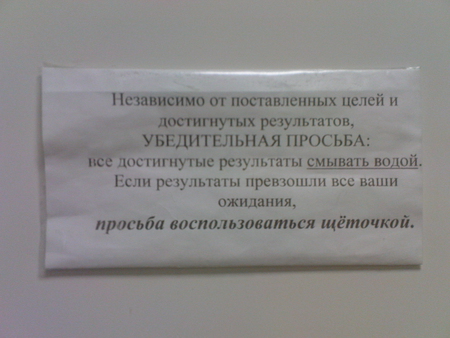 Независимо от поставленных целей и
достигнутых результатов,
УБЕДИТЕЛЬНАЯ ПРОСЬБА:
все достигнутые результаты смывать водой.
Если результаты превзошли все ваши
ожидания,
просьба воспользоваться щёточкой.